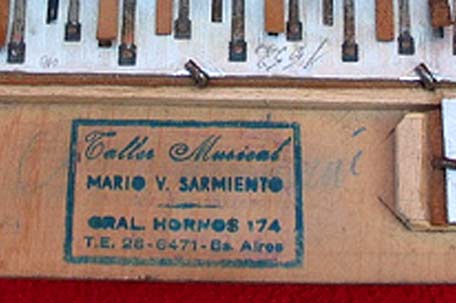 Taller Musical
MARIO V. SARMIENTO
GRAL. HORNOS 174
T.E. 26-6471-Bs. Aires